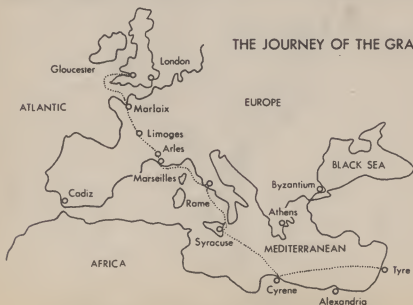 THE JOURNEY OF THE GRA
London
Gloucester
ATLANTIC
EUROPE
Morlaix
Limoges
Arles
BLACK SEA
Marseilles
Byzantium
Cadiz
Rame
Athens
Syracuse
MEDITERRANEAN
AFRICA
Tyre
Cyrene
Alexandria